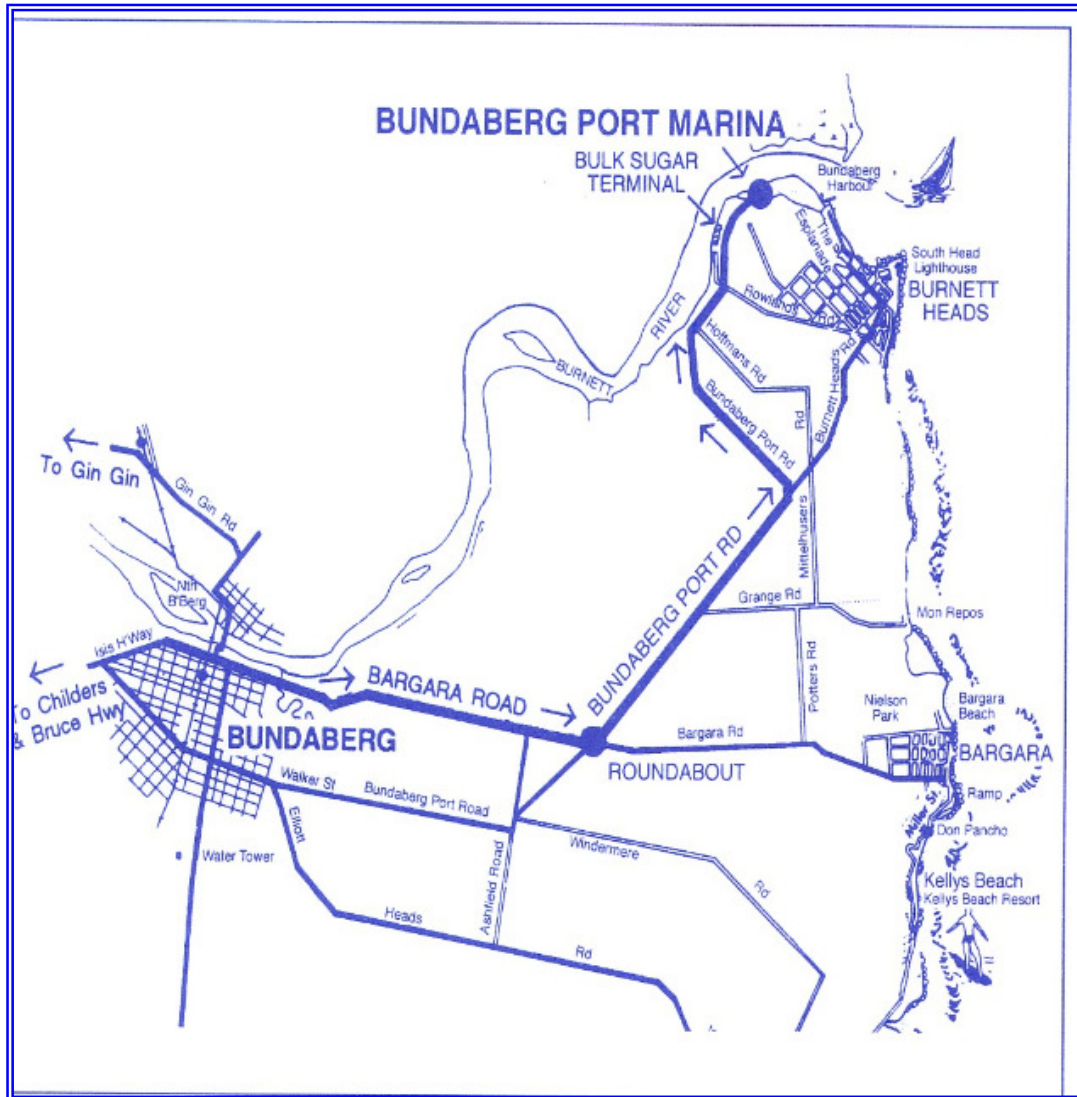 BUNDABERG PORT MARINA
BULK SUGAR
TERMINAL
Bundaberg
Harbour
The
Esplanade
South Head
Lighthouse
BURNETT
HEADS
Rowlands Rd
RIVER
BURNETT
Hoffmans Rd
Burnett Heads Rd
Bundaberg Port Rd
Rd
Mittelhusers
To Gin Gin
Gin Gin Rd
Nth
B'Berg
BUNDABERG PORT RD
Grange Rd
Mon Repos
Isis H'Way
To Childers
& Bruce Hwy
BARGARA ROAD
Potters Rd
Nielson
Park
Bargara
Beach
BUNDABERG
Bargara Rd
BARGARA
ROUNDABOUT
Walker St
Bundaberg Port Road
Miller St.
Ramp
Don Pancho
Elliott
Windermere
Rd
Water Tower
Ashfield Road
Kellys Beach
Kellys Beach Resort
Heads
Rd